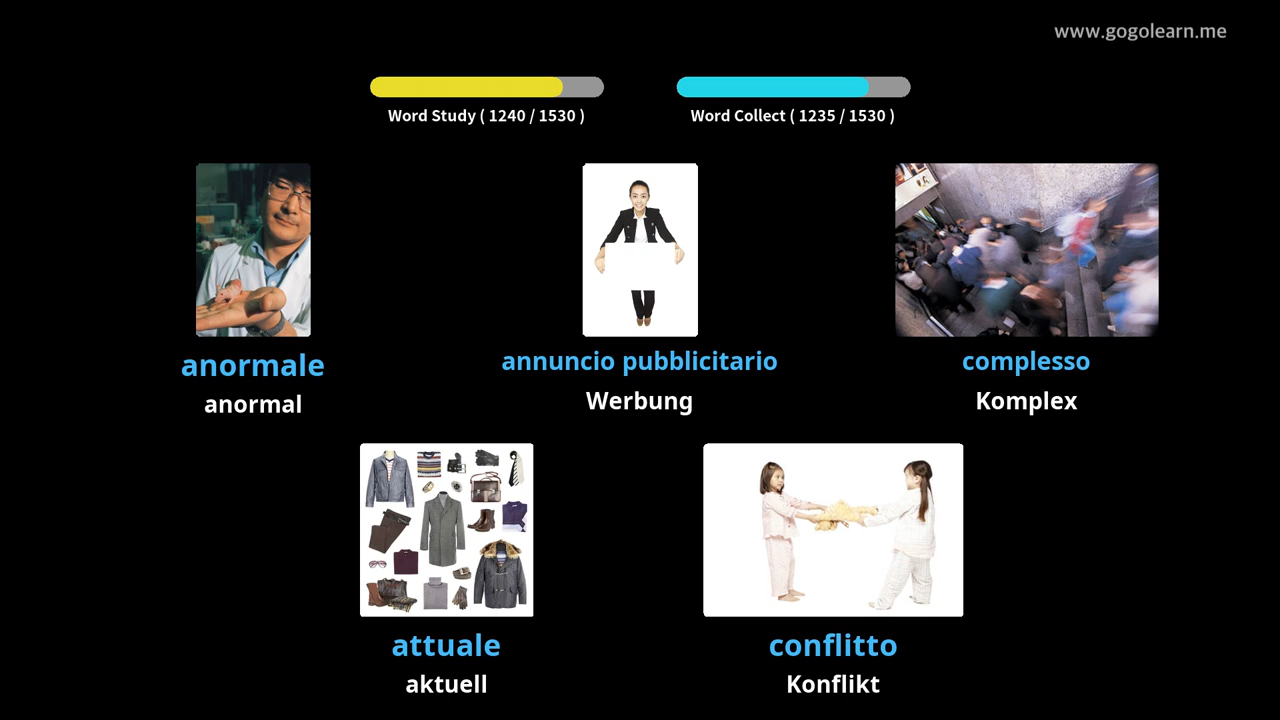 www.gogolearn.me
Word Study ( 1240 / 1530 )
Word Collect ( 1235 / 1530 )
anormale
anormal
annuncio pubblicitario
Werbung
complesso
Komplex
attuale
aktuell
conflitto
Konflikt